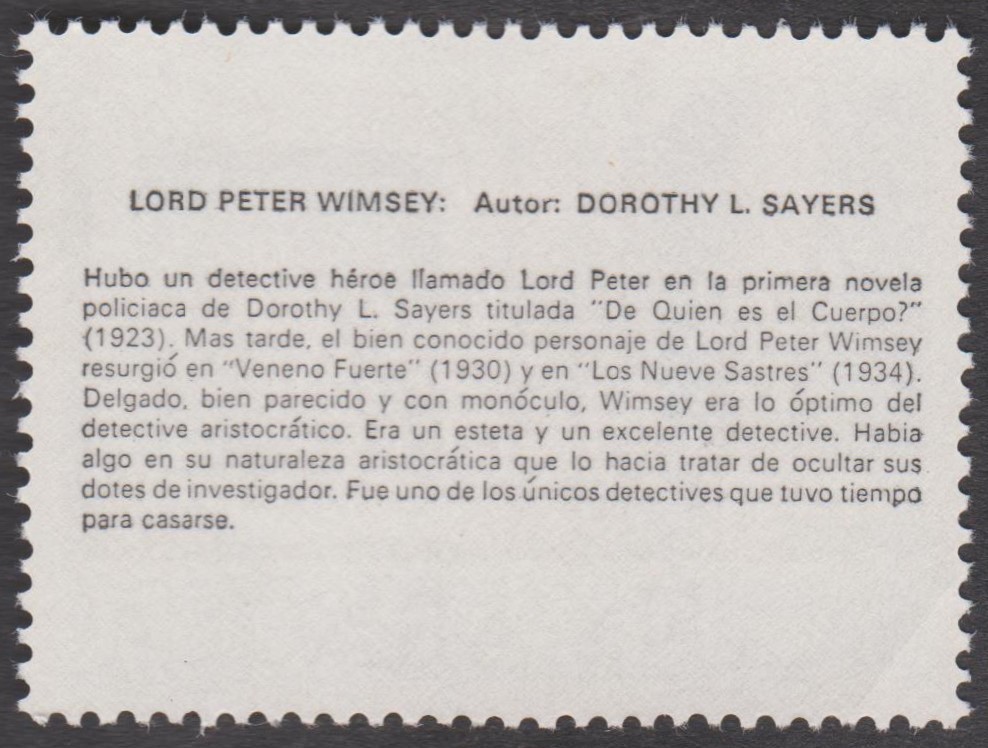 LORD PETER WIMSEY: Autor: DOROTHY L. SAYERS
Hubo un detective héroe llamado Lord Peter en la primera novela
policiaca de Dorothy L. Sayers titulada "De Quien es el Cuerpo?"
(1923). Mas tarde, el bien conocido personaje de Lord Peter Wimsey
resurgió en "Veneno Fuerte" (1930) y en "Los Nueve Sastres" (1934).
Delgado, bien parecido y con monóculo, Wimsey era lo óptimo del
detective aristocrático. Era un esteta y un excelente detective. Habia
algo en su naturaleza aristocrática que lo hacia tratar de ocultar sus
dotes de investigador. Fue uno de los únicos detectives que tuvo tiempo
para casarse.